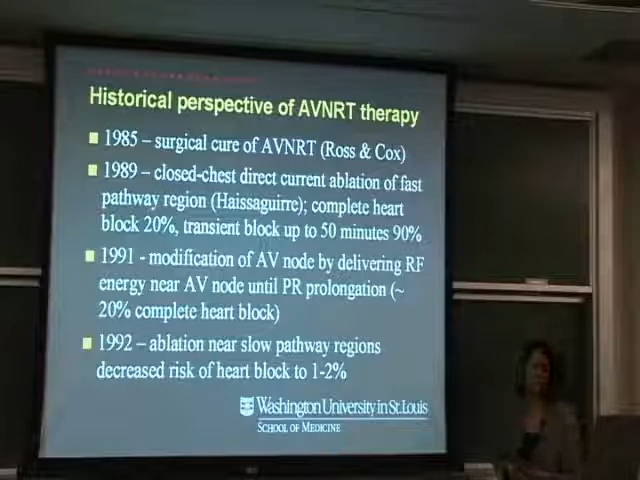 Historical perspective of AVNRT therapy
1985 – surgical cure of AVNRT (Ross & Cox)
1989 – closed-chest direct current ablation of fast
pathway region (Haissaguirre); complete heart
block 20%, transient block up to 50 minutes 90%
1991 - modification of AV node by delivering RF
energy near AV node until PR prolongation (~
20% complete heart block)
1992 – ablation near slow pathway regions
decreased risk of heart block to 1-2%
Washington University in St. Louis
SCHOOL OF MEDICINE